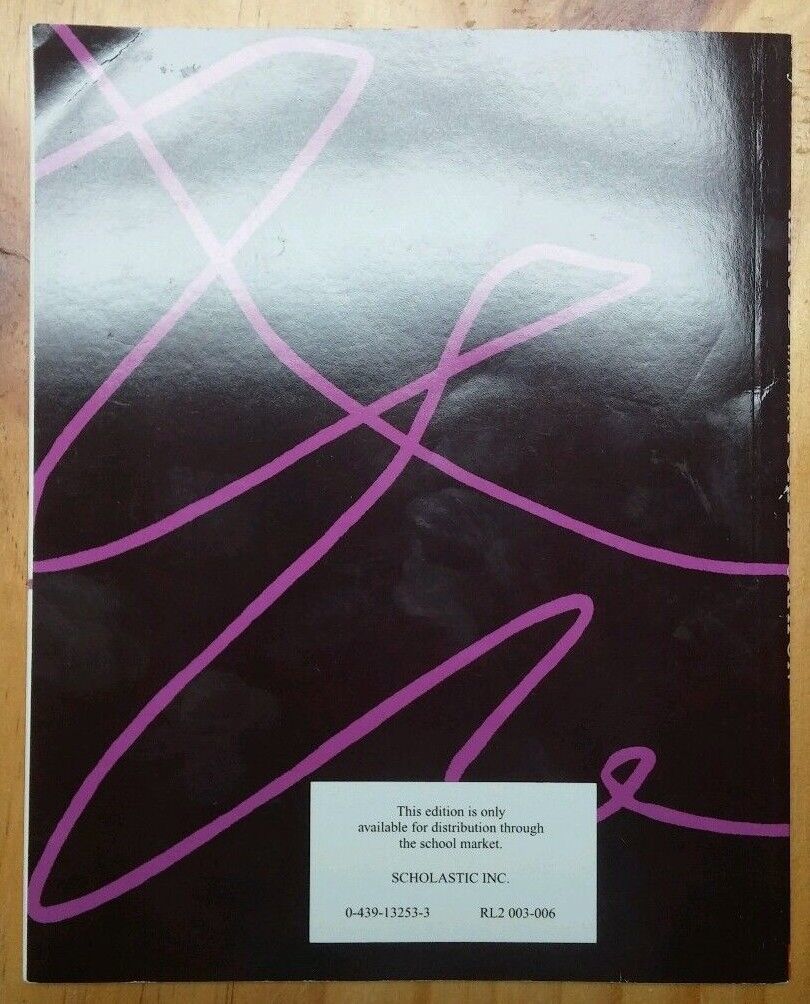 This edition is only
available for distribution through
the school market.
SCHOLASTIC INC.
0-439-13253-3 RL2 003-006